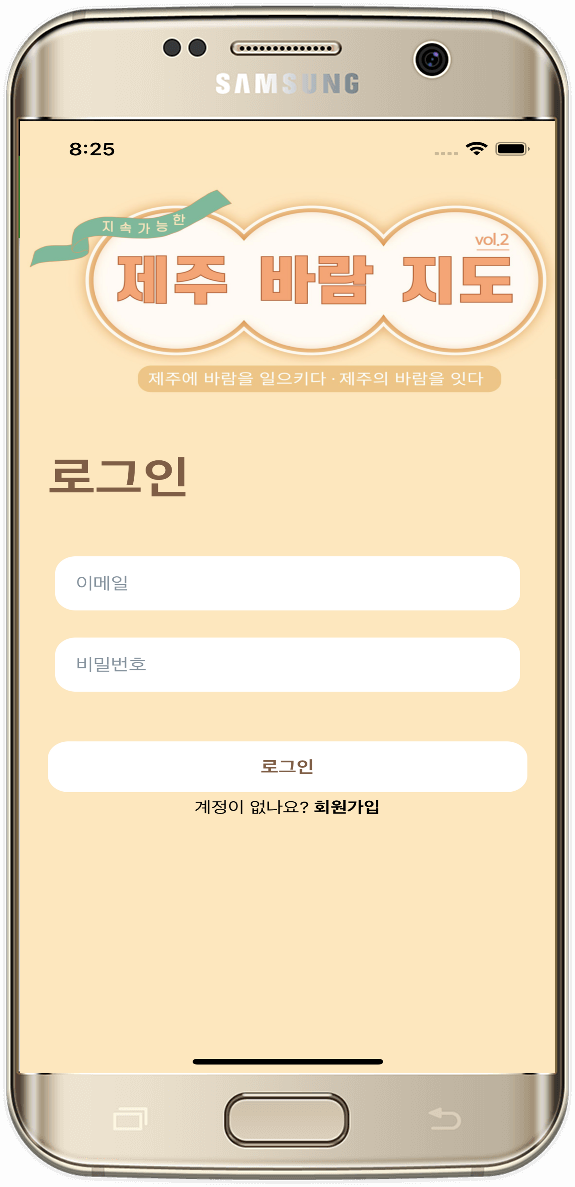 SAMSUNG
8:25
지속가능한
vol.2
제주 바람 지도
제주에 바람을 일으키다 · 제주의 바람을 잇다
로그인
이메일
비밀번호
로그인
계정이 없나요? 회원가입